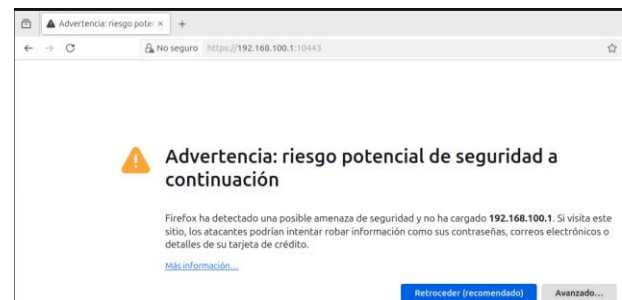 Advertencia: riesgo poter
No seguro https://192.168.100.1:10443
Advertencia: riesgo potencial de seguridad a
continuación
Firefox ha detectado una posible amenaza de seguridad y no ha cargado 192.168.100.1. Si visita este
sitio, los atacantes podrían intentar robar información como sus contraseñas, correos electrónicos o
detalles de su tarjeta de crédito.
Más información...
Retroceder (recomendado) Avanzado...